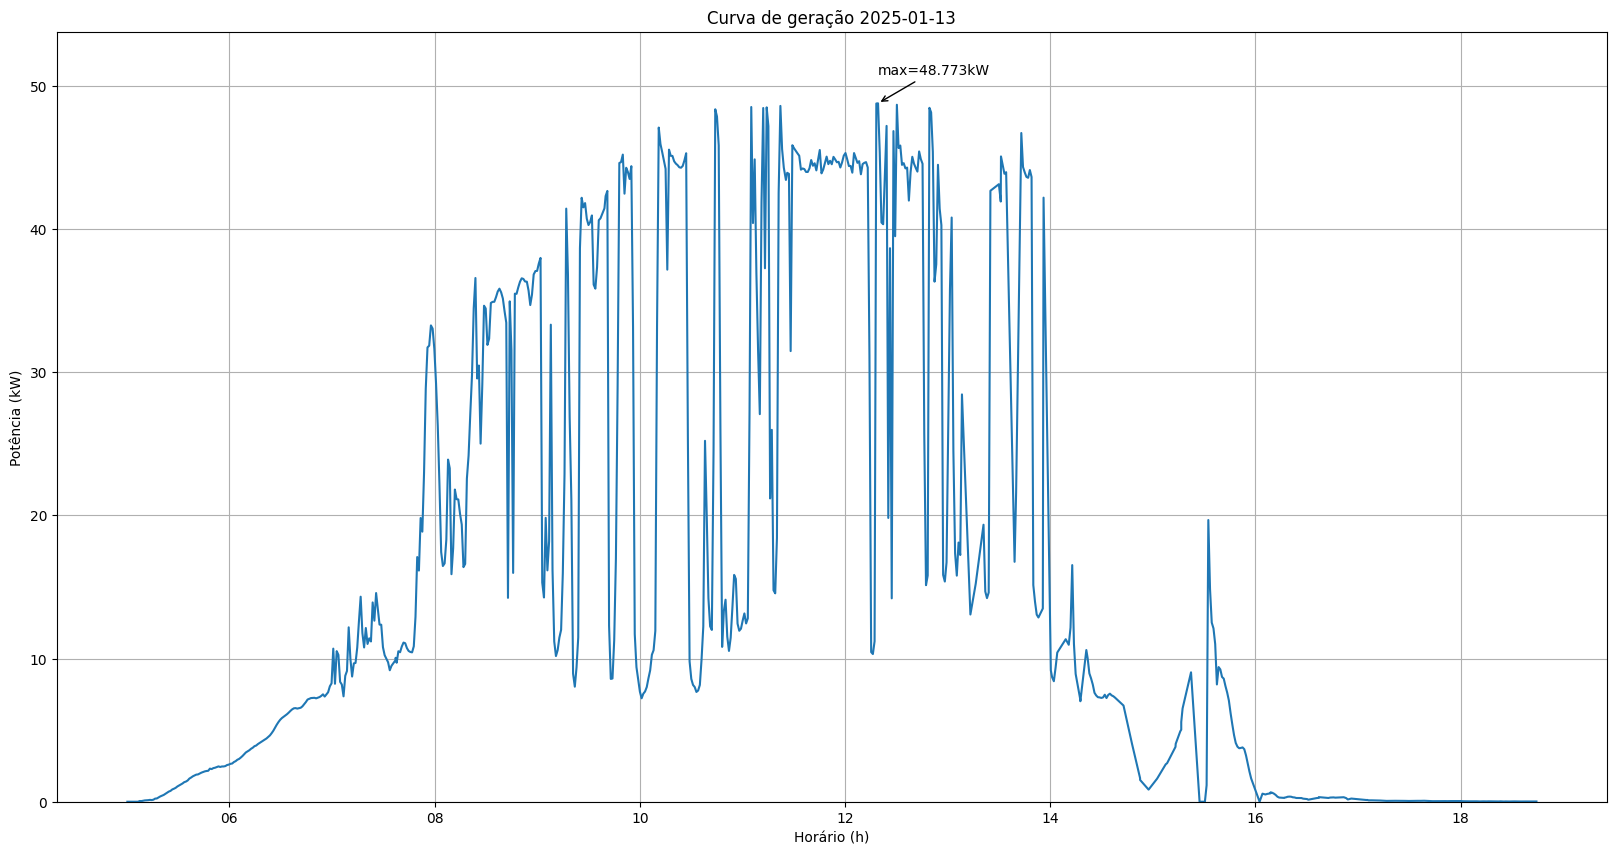 Curva de geração 2025-01-13
max=48.773kW
50
40
30
20
10
0
Potência (kW)
06 08 10 12 14 16 18
Horário (h)